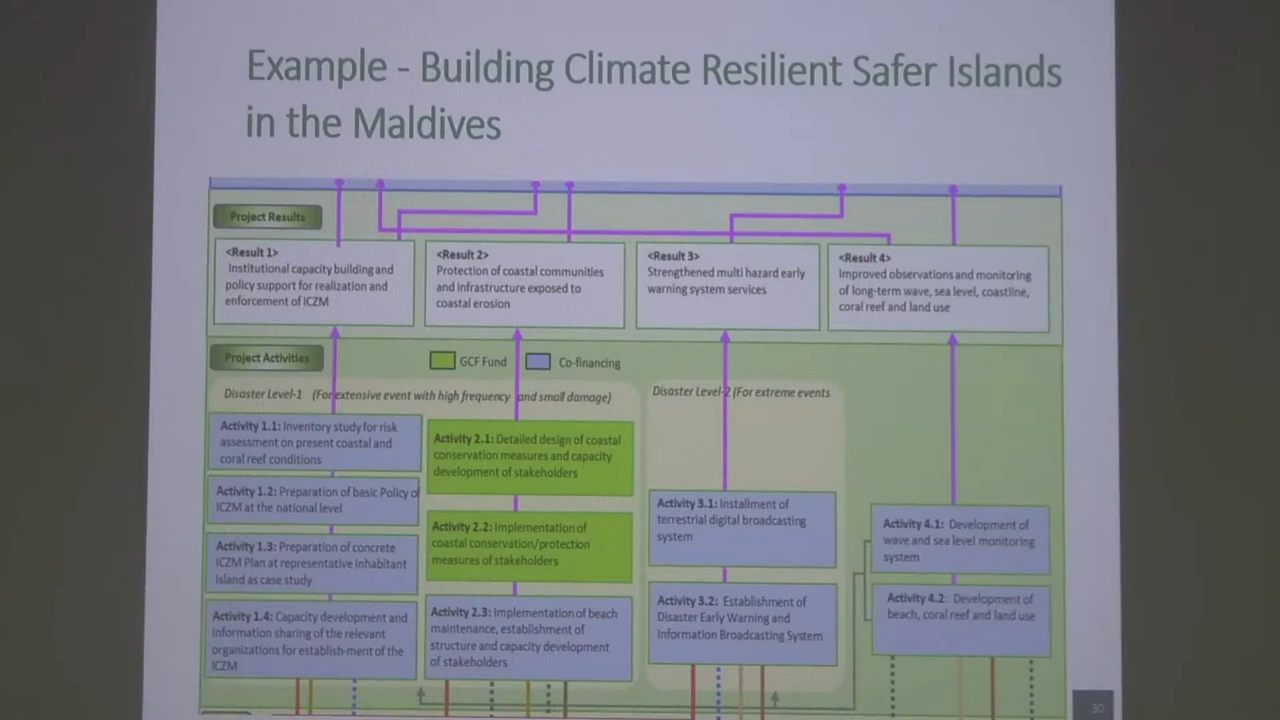 Example - Building Climate Resilient Safer Islands
in the Maldives
Project Results
<Result 1>
Institutional capacity building and
policy support for realization and
enforcement of ICZM
<Result 2>
Protection of coastal communities
and infrastructure exposed to
coastal erosion
<Result 3>
Strengthened multi hazard early
warning system services
<Result 4>
Improved observations and monitoring
of long-term wave, sea level, coastline,
coral reef and land use
Project Activities
GCF Fund
Co-financing
Disaster Level-1 (For extensive event with high frequency and small damage)
Disaster Level-2 (For extreme events
Activity 1.1: Inventory study for risk
assessment on present coastal and
coral reef conditions
Activity 1.2: Preparation of basic Policy of
ICZM at the national level
Activity 1.3: Preparation of concrete
ICZM Plan at representative inhabitant
Island as case study
Activity 1.4: Capacity development and
information sharing of the relevant
organizations for establish-ment of the
ICZM
Activity 2.1: Detailed design of coastal
conservation measures and capacity
development of stakeholders
Activity 2.2: Implementation of
coastal conservation/protection
measures of stakeholders
Activity 2.3: Implementation of beach
maintenance, establishment of
structure and capacity development
of stakeholders
Activity 3.1: Installment of
terrestrial digital broadcasting
system
Activity 3.2: Establishment of
Disaster Early Warning and
Information Broadcasting System
Activity 4.1: Development of
wave and sea level monitoring
system
Activity 4.2: Development of
beach, coral reef and land use
30